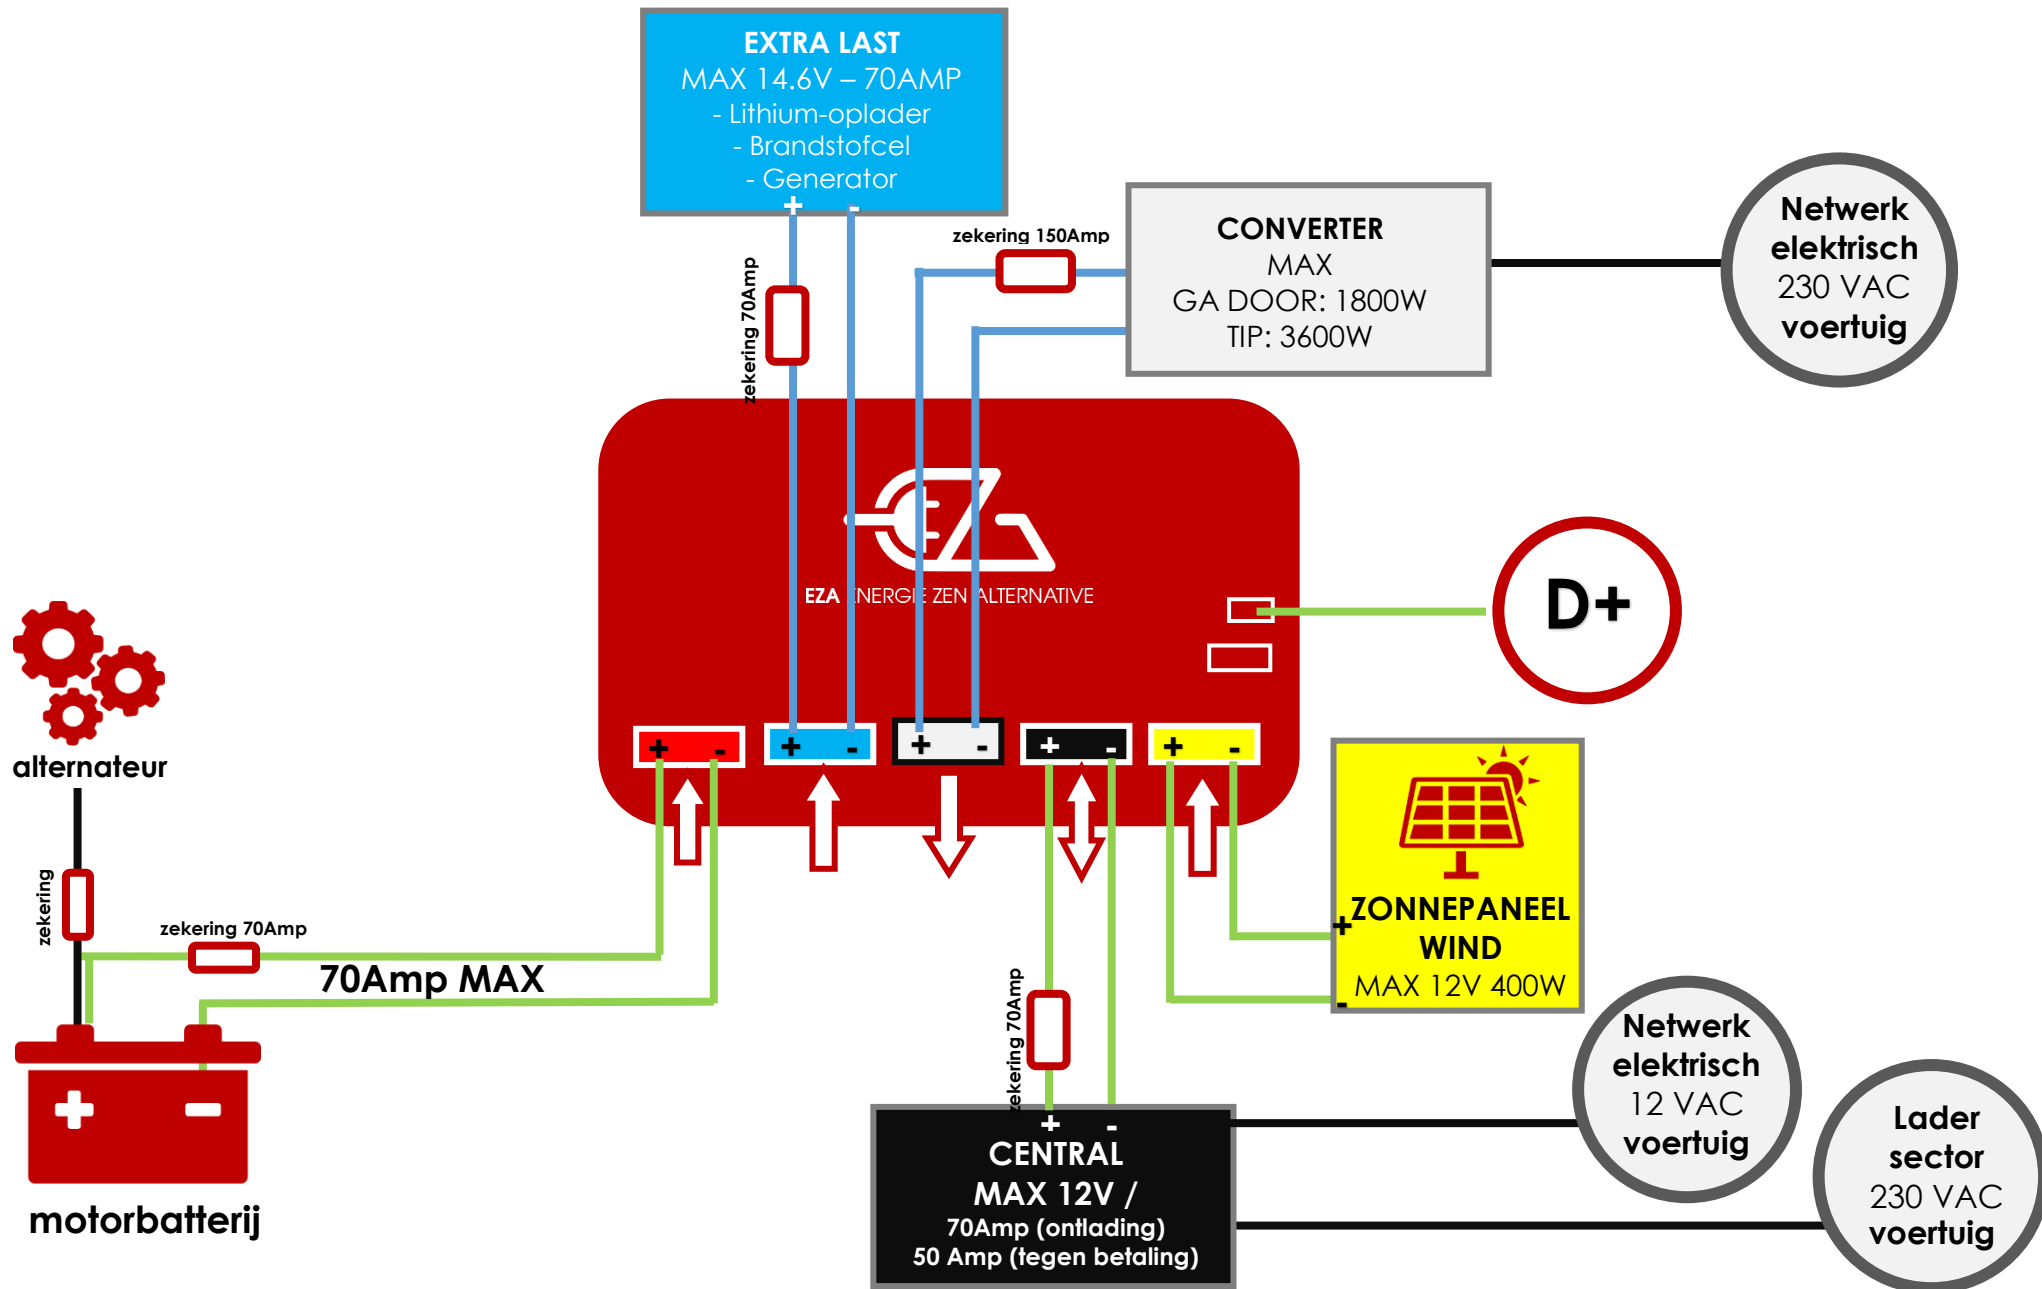 EXTRA LAST
MAX 14.6V – 70AMP
- Lithium-oplader
- Brandstofcel
- Generator
+ -
zekering 70Amp
zekering 150Amp
CONVERTER
MAX
GA DOOR: 1800W
TIP: 3600W
Netwerk
elektrisch
230 VAC
voertuig
EZA ENERGIE ZEN ALTERNATIVE
D+
+ - + - + - + - + -
alternateur
zekering
zekering 70Amp
70Amp MAX
+ -
motorbatterij
zekering 70Amp
+ -
CENTRAL
MAX 12V /
70Amp (ontlading)
50 Amp (tegen betaling)
+
-
ZONNEPANEEL
WIND
MAX 12V 400W
Netwerk
elektrisch
12 VAC
voertuig
Lader
sector
230 VAC
voertuig